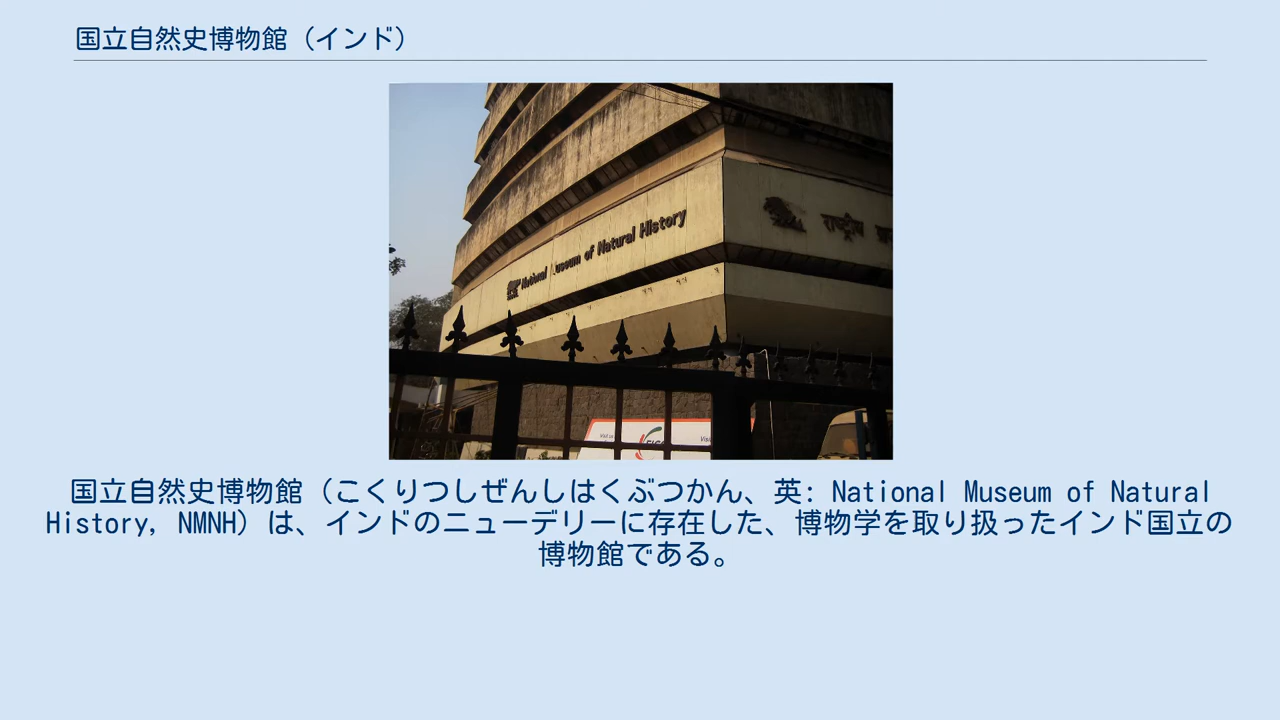 国立自然史博物館（インド）
National useum of Natural History
राष्ट्रीय
国立自然史博物館（こくりつしぜんしはくぶつかん、英: National Museum of Natural
History, NMNH）は、インドのニューデリーに存在した、博物学を取り扱ったインド国立の
博物館である。